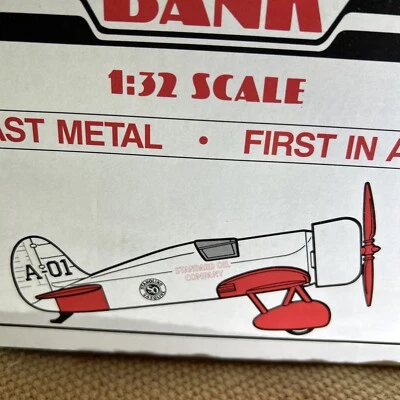 BANK
1:32 SCALE
AST METAL • FIRST IN A
A-01
STANDARD OIL
COMPANY